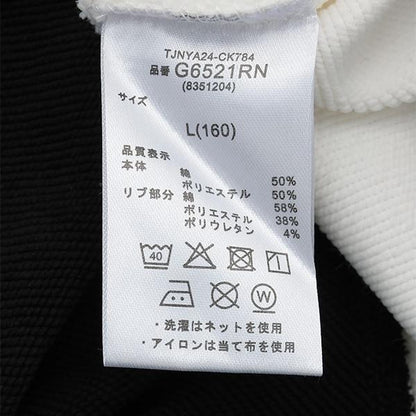 TJNYA24-CK784
品番 G6521RN
(8351204)
サイズ
L(160)
品質表示
本体 綿 50%
ポリエステル 50%
リブ部分 綿 58%
ポリエステル 38%
ポリウレタン 4%
40
W
・洗濯はネットを使用
・アイロンは当て布を使用